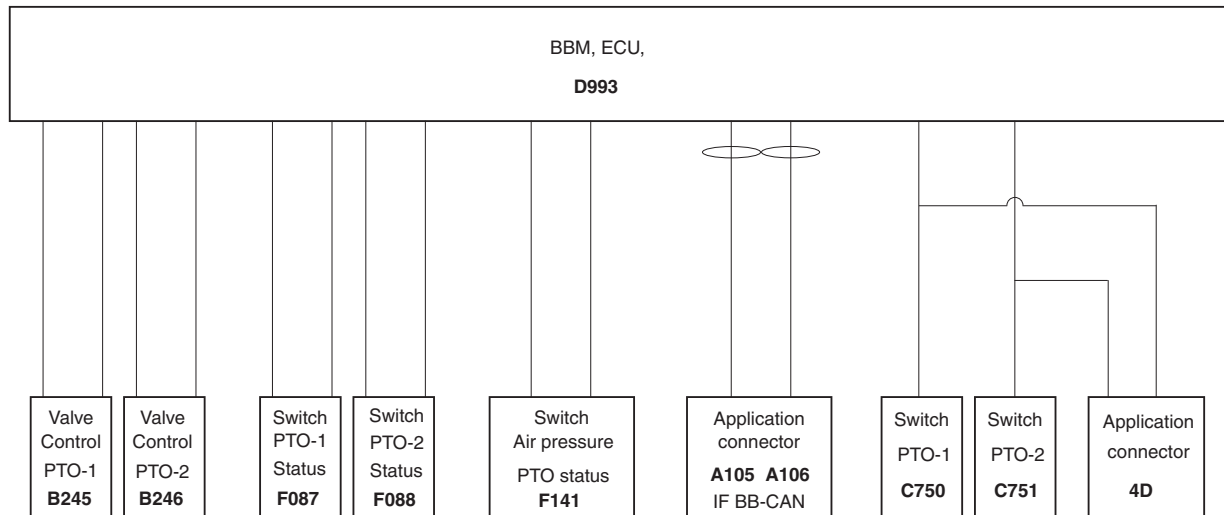 BBM, ECU,
D993
Valve
Control
PTO-1
B245
Valve
Control
PTO-2
B246
Switch
PTO-1
Status
F087
Switch
PTO-2
Status
F088
Switch
Air pressure
PTO status
F141
Application
connector
A105 A106
IF BB-CAN
Switch
PTO-1
C750
Switch
PTO-2
C751
Application
connector
4D